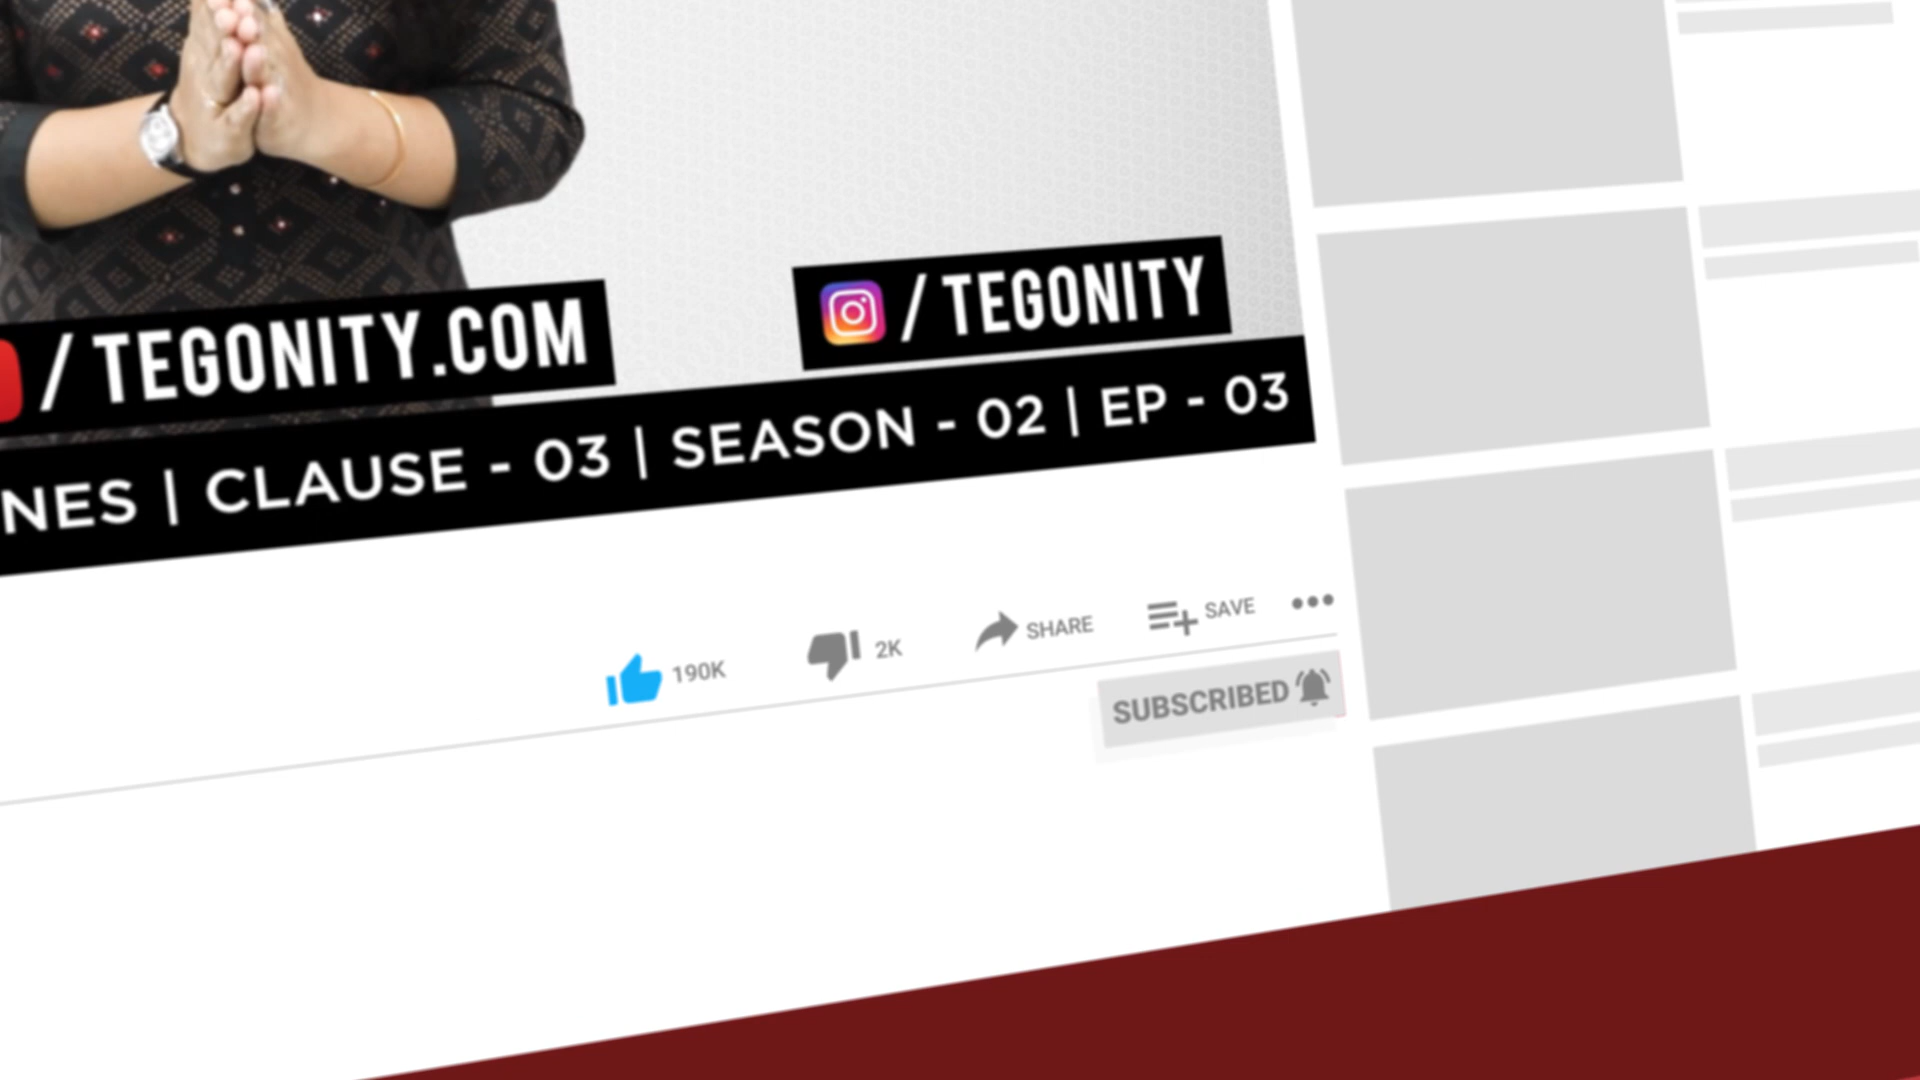 / TEGONITY.COM
/ TEGONITY
NES | CLAUSE - 03 | SEASON - 02 | EP - 03
190K
2K
SHARE
SAVE
SUBSCRIBED